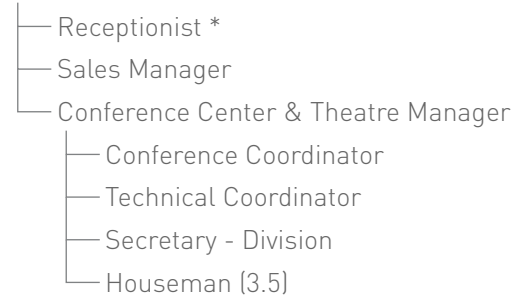 Receptionist *
Sales Manager
Conference Center & Theatre Manager
Conference Coordinator
Technical Coordinator
Secretary - Division
Houseman (3.5)